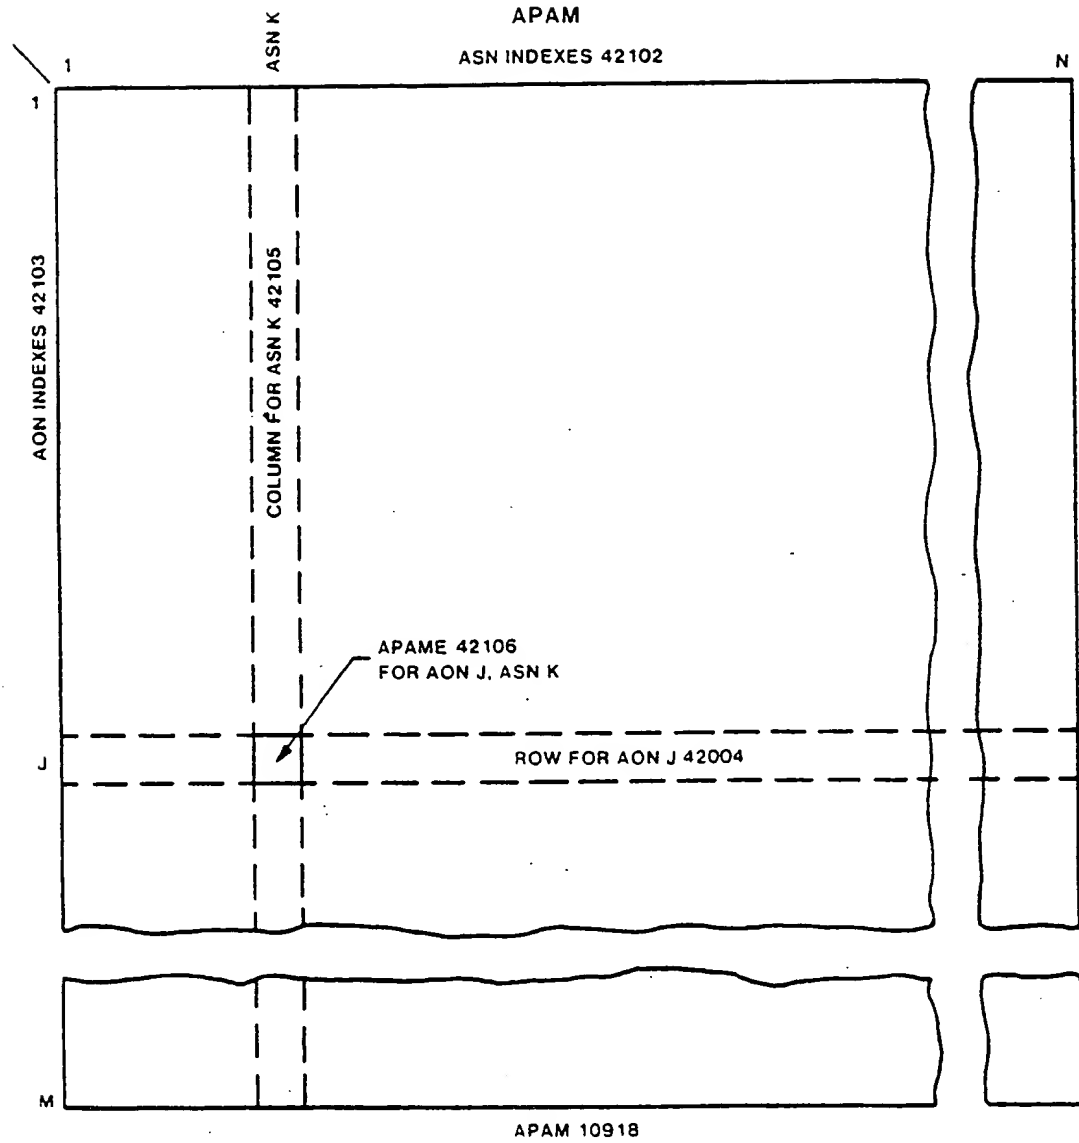 APAM
ASN INDEXES 42102
1
ASN K
N
1
AON INDEXES 42103
COLUMN FOR ASN K 42105
APAME 42106
FOR AON J, ASN K
J
ROW FOR AON J 42004
M
APAM 10918